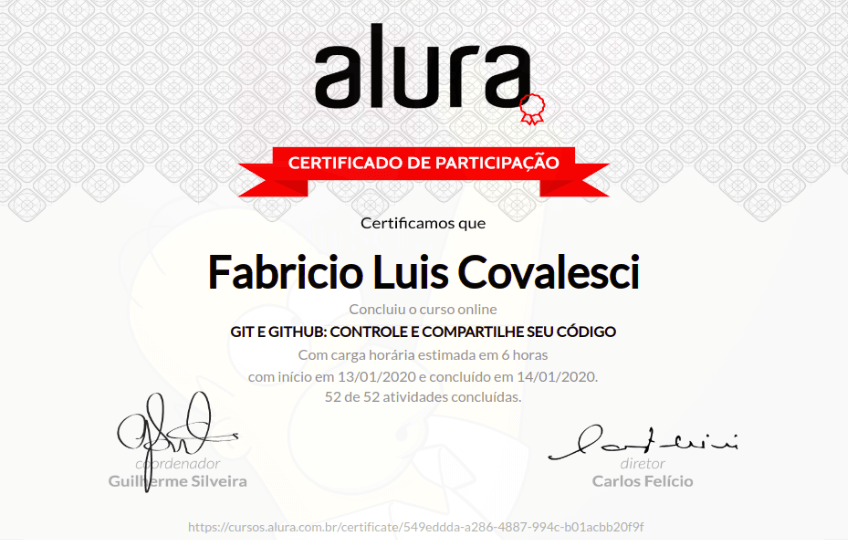 alura
CERTIFICADO DE PARTICIPAÇÃO
Certificamos que
Fabricio Luis Covalesci
Concluiu o curso online
GIT E GITHUB: CONTROLE E COMPARTILHE SEU CÓDIGO
Com carga horária estimada em 6 horas
com início em 13/01/2020 e concluído em 14/01/2020.
52 de 52 atividades concluídas.
coordenador
Guilherme Silveira
diretor
Carlos Felício
https://cursos.alura.com.br/certificate/549eddda-a286-4887-994c-b01acbb20f9f